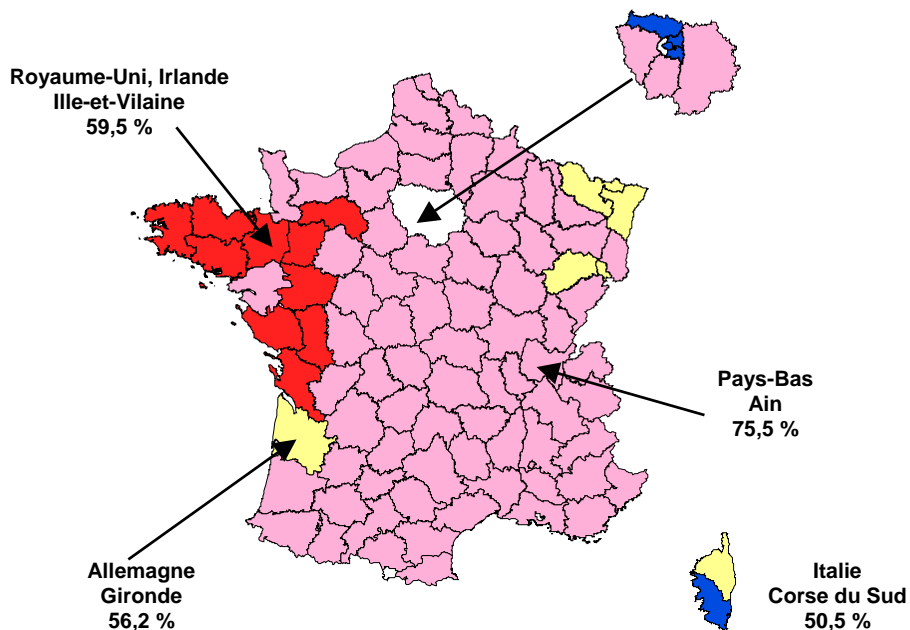 Royaume-Uni, Irlande
Ille-et-Vilaine
59,5 %
Pays-Bas
Ain
75,5 %
Allemagne
Gironde
56,2 %
Italie
Corse du Sud
50,5 %